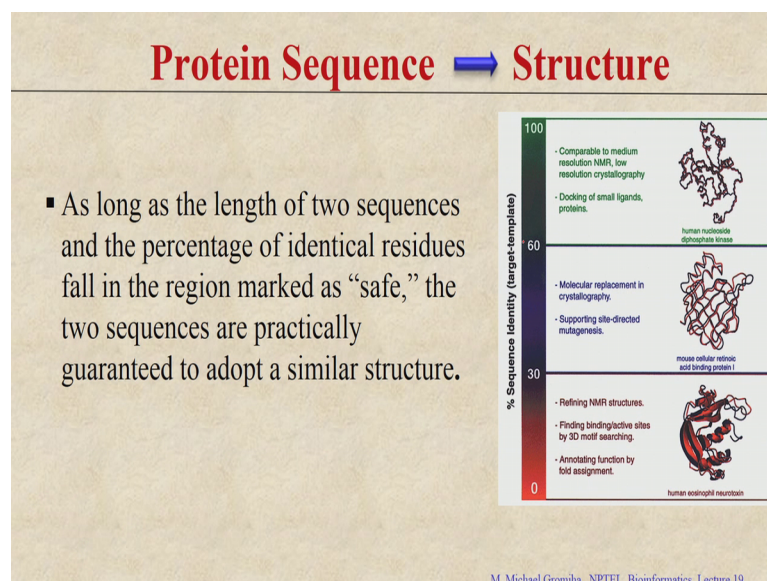 Protein Sequence Structure
▪ As long as the length of two sequences
and the percentage of identical residues
fall in the region marked as “safe,” the
two sequences are practically
guaranteed to adopt a similar structure.
% Sequence Identity (target-template)
100
- Comparable to medium
resolution NMR, low
resolution crystallography
- Docking of small ligands,
proteins.
human nucleoside
diphosphate kinase
60
- Molecular replacement in
crystallography.
- Supporting site-directed
mutagenesis.
mouse cellular retinoic
acid binding protein I
30
- Refining NMR structures.
- Finding binding/active sites
by 3D motif searching.
- Annotating function by
fold assignment.
0
human eosinophil neurotoxin
M. Michael Gromiha, NPTEL, Bioinformatics, Lecture 19